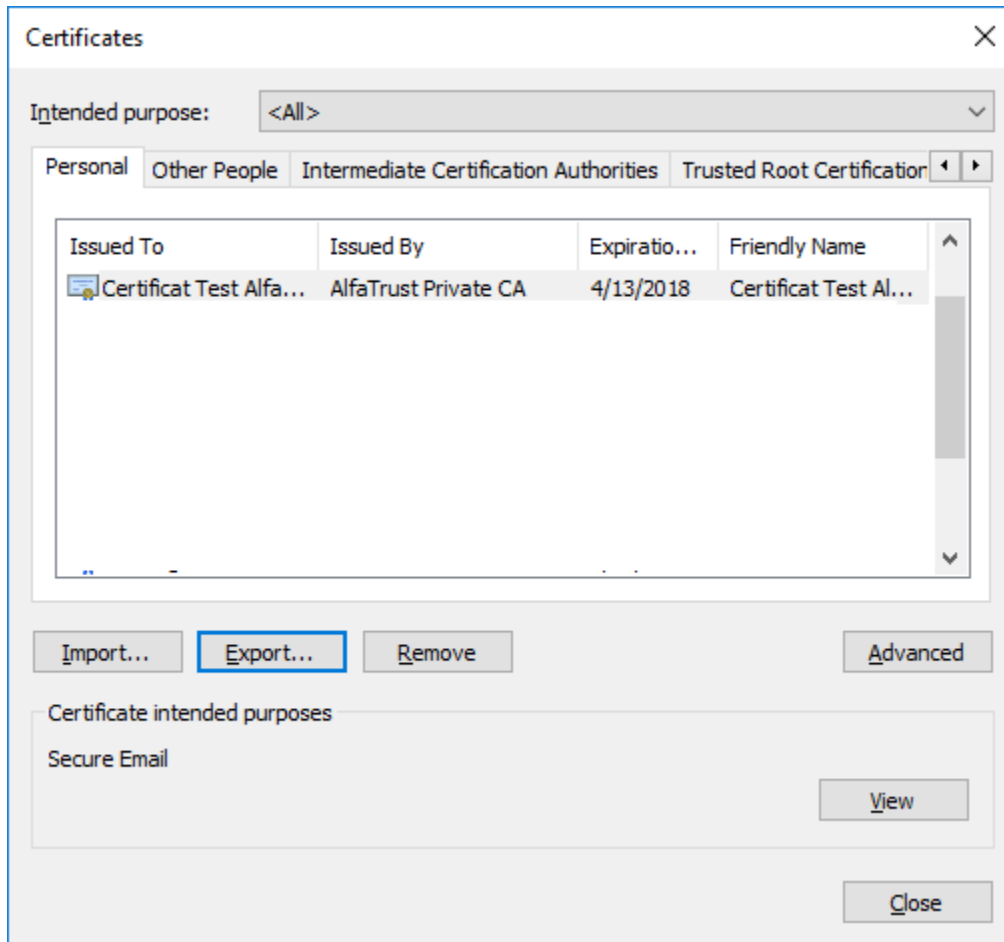 Certificates
Intended purpose: <All>
Personal Other People Intermediate Certification Authorities Trusted Root Certification
Issued To Issued By Expiratio... Friendly Name
Certificat Test Alfa... AlfaTrust Private CA 4/13/2018 Certificat Test Al...
Import... Export... Remove Advanced
Certificate intended purposes
Secure Email
View
Close